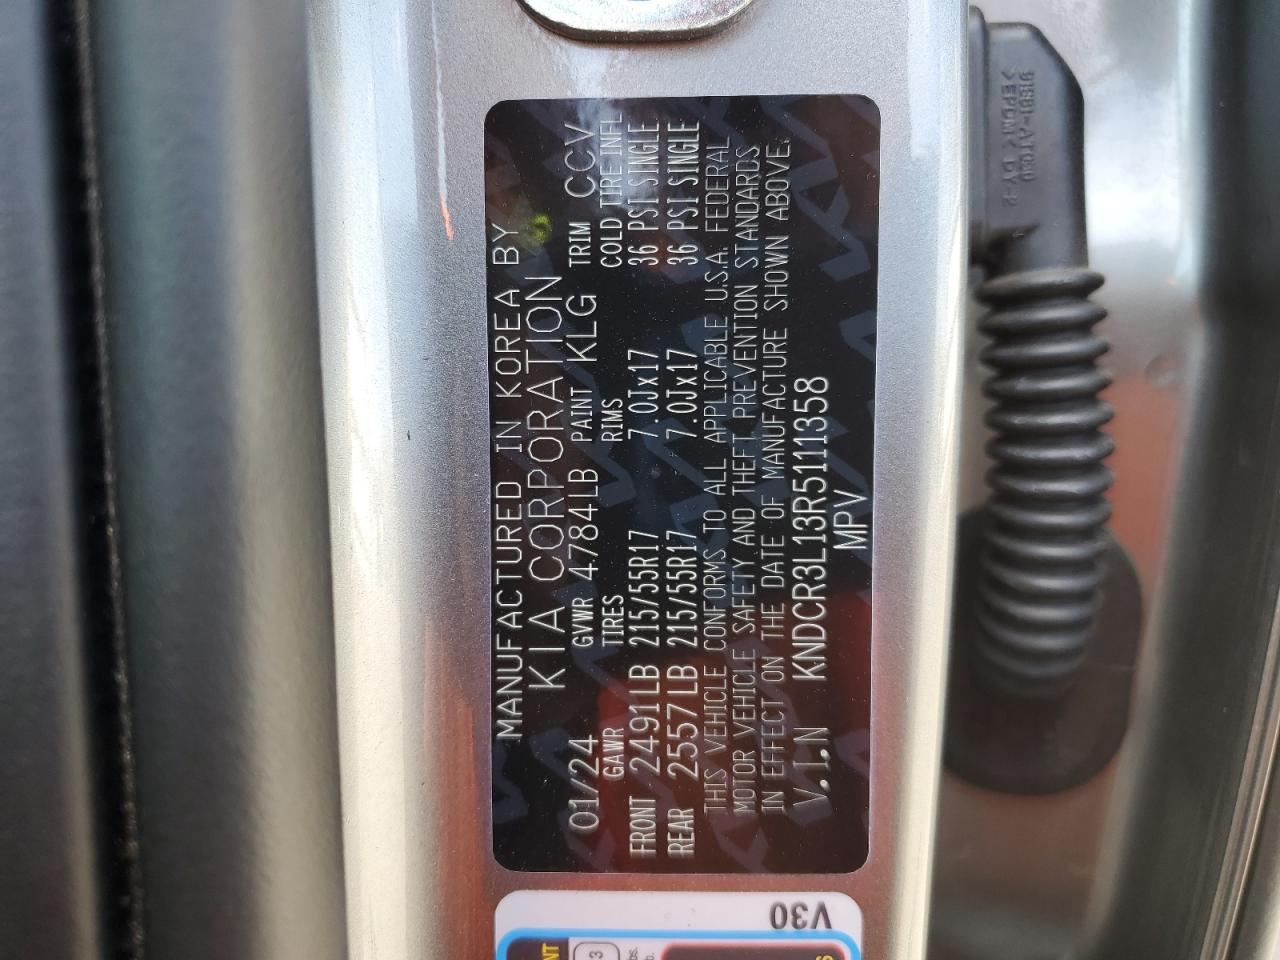 MANUFACTURED IN KOREA BY
KIA CORPORATION
01/24 GVWR 4784LB PAINT KLG TRIM CCV
GAWR TIRES RIMS COLD TIRE INFL
FRONT 2491LB 215/55R17 7.0Jx17 36 PSI SINGLE
REAR 2557LB 215/55R17 7.0Jx17 36 PSI SINGLE
THIS VEHICLE CONFORMS TO ALL APPLICABLE U.S.A. FEDERAL
MOTOR VEHICLE SAFETY AND THEFT PREVENTION STANDARDS
IN EFFECT ON THE DATE OF MANUFACTURE SHOWN ABOVE.
V.I.N KNDCR3L13R5111358
MPV
V30
3
>EPDM<